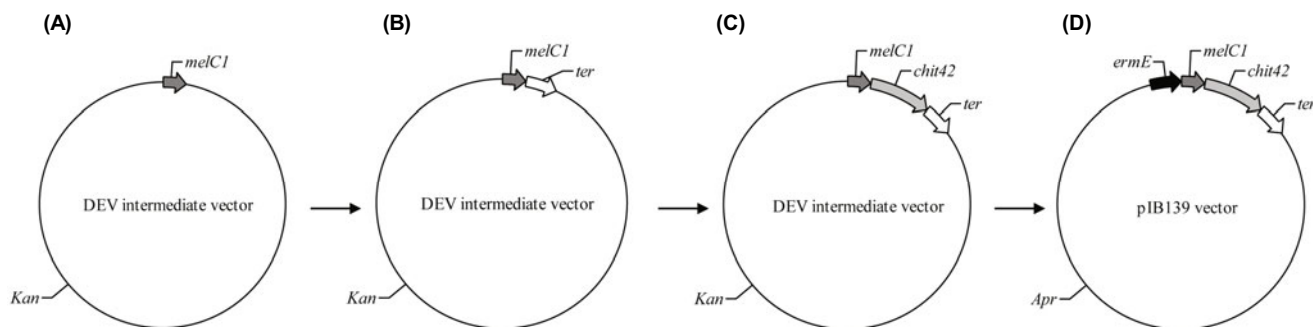 (A)
melC1
DEV intermediate vector
Kan
(B)
melC1
ter
DEV intermediate vector
Kan
(C)
melC1
chit42
ter
DEV intermediate vector
Kan
(D)
ermE
melC1
chit42
ter
pIB139 vector
Apr